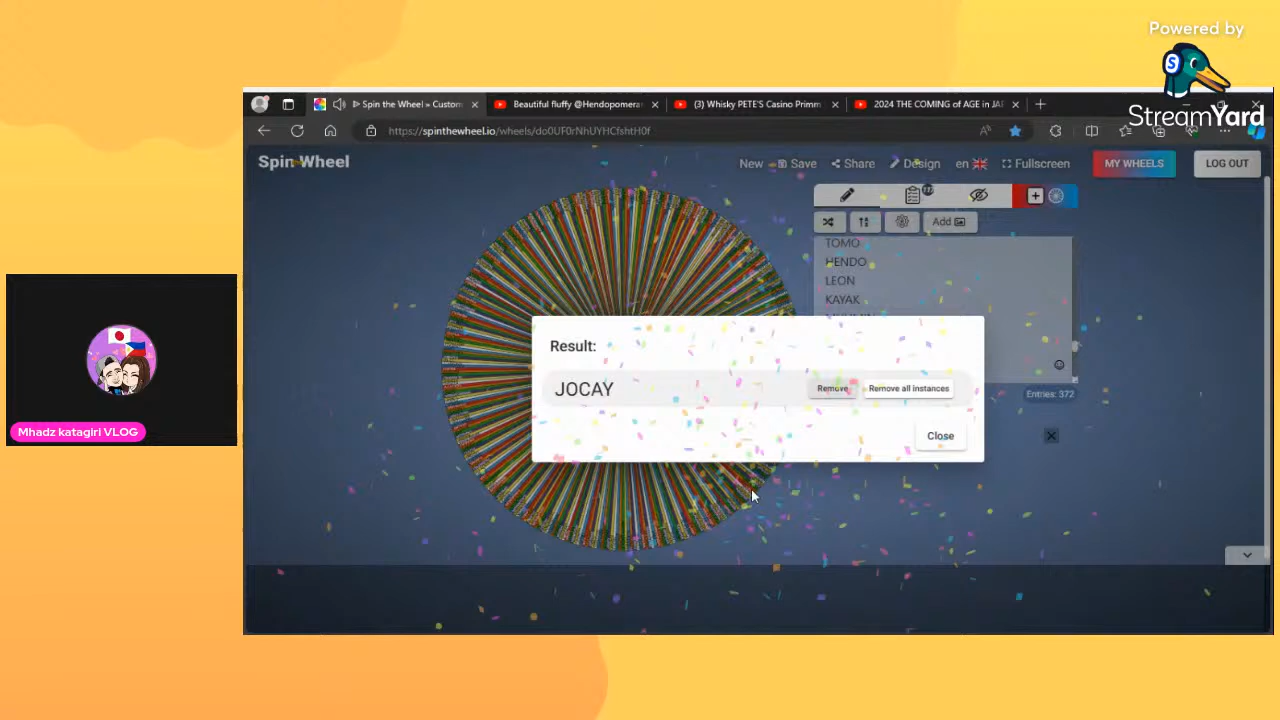 Powered by
StreamYard
Spin the Wheel = Custom
Beautiful fluffy @Hendopomeran
(3) Whisky PETE'S Casino Primm
2024 THE COMING of AGE in JAP
https://spinthewheel.io/wheels/do0UF0rNhUYHCfshtH0f
Spin Wheel
New
Save
Share
Design
en
Fullscreen
MY WHEELS
LOG OUT
Add
TOMO
HENDO
LEON
KAYAK
Result:
JOCAY
Remove
Remove all instances
Entries: 372
Close
Mhadz katagiri VLOG